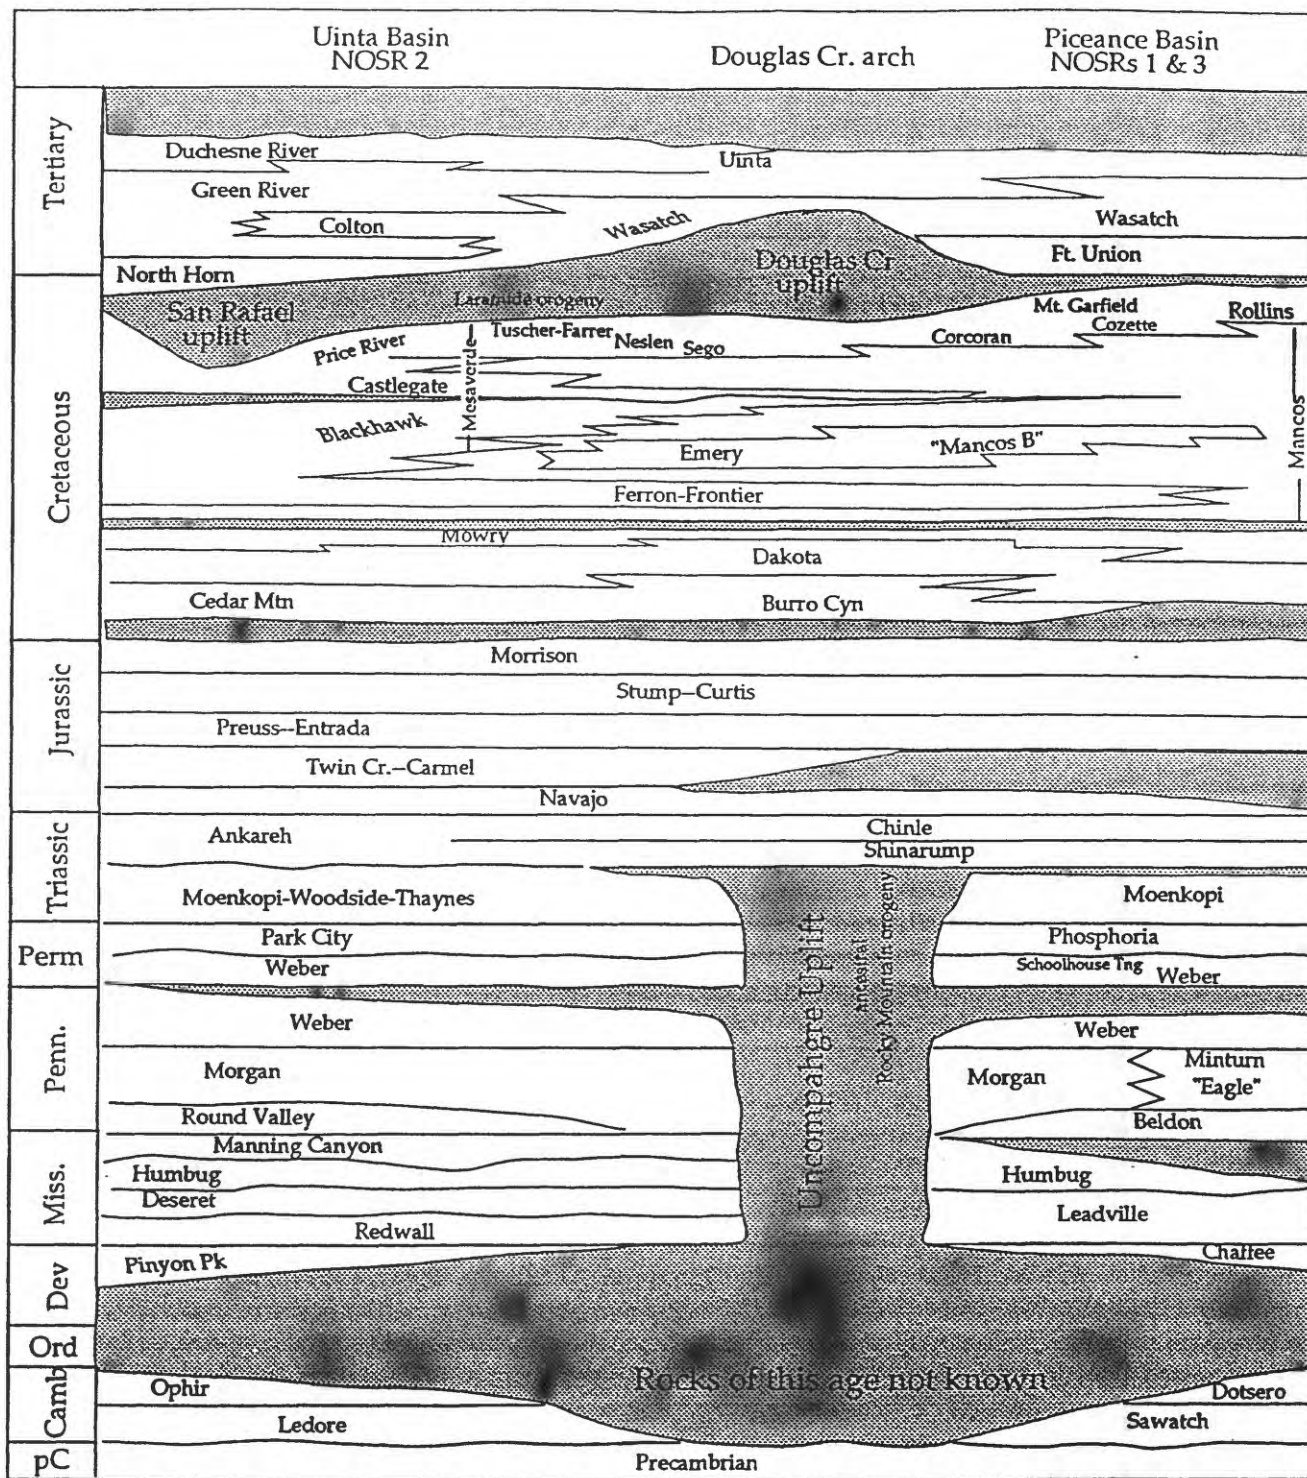 Uinta Basin
NOSR 2
Douglas Cr. arch
Piceance Basin
NOSRs 1 & 3
Tertiary
Duchesne River
Uinta
Green River
Colton
Wasatch
Wasatch
Ft. Union
North Horn
Douglas Cr
uplift
San Rafael
uplift
Laramide orogeny
Cretaceous
Mt. Garfield
Rollins
Cozette
Corcoran
Tuscher-Farrer
Neslen
Sego
Price River
Mesaverde
Castlegate
Blackhawk
Emery
"Mancos B"
Mancos
Ferron-Frontier
Mowry
Dakota
Cedar Mtn
Burro Cyn
Jurassic
Morrison
Stump–Curtis
Preuss--Entrada
Twin Cr.–Carmel
Navajo
Triassic
Ankareh
Chinle
Shinarump
Moenkopi-Woodside-Thaynes
Moenkopi
Uncompahgre Uplift
Ancestral
Rocky Mountain orogeny
Perm
Park City
Phosphoria
Weber
Schoolhouse Tng
Weber
Penn.
Weber
Weber
Morgan
Morgan
Minturn
"Eagle"
Round Valley
Beldon
Miss.
Manning Canyon
Humbug
Humbug
Deseret
Redwall
Leadville
Dev
Pinyon Pk
Chaffee
Ord
Rocks of this age not known
Camb
Ophir
Dotsero
Ledore
Sawatch
pC
Precambrian